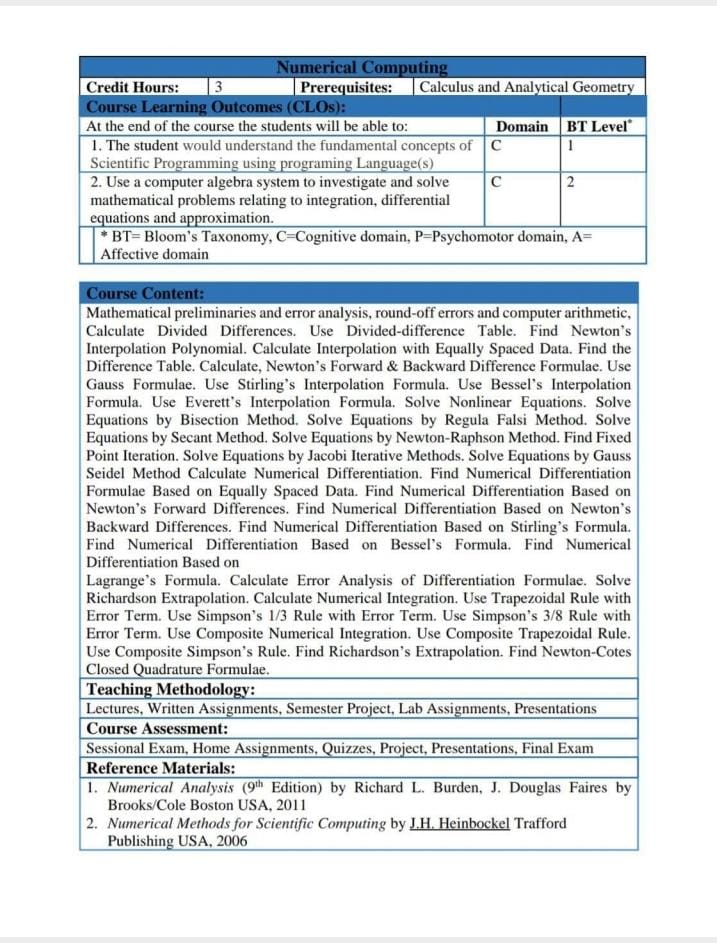 Numerical Computing
Credit Hours: 3 Prerequisites: Calculus and Analytical Geometry
Course Learning Outcomes (CLOs):
At the end of the course the students will be able to: Domain BT Level*
1. The student would understand the fundamental concepts of C 1
Scientific Programming using programing Language(s)
2. Use a computer algebra system to investigate and solve C 2
mathematical problems relating to integration, differential
equations and approximation.
* BT= Bloom's Taxonomy, C=Cognitive domain, P=Psychomotor domain, A=
Affective domain
Course Content:
Mathematical preliminaries and error analysis, round-off errors and computer arithmetic,
Calculate Divided Differences. Use Divided-difference Table. Find Newton's
Interpolation Polynomial. Calculate Interpolation with Equally Spaced Data. Find the
Difference Table. Calculate, Newton's Forward & Backward Difference Formulae. Use
Gauss Formulae. Use Stirling's Interpolation Formula. Use Bessel's Interpolation
Formula. Use Everett's Interpolation Formula. Solve Nonlinear Equations. Solve
Equations by Bisection Method. Solve Equations by Regula Falsi Method. Solve
Equations by Secant Method. Solve Equations by Newton-Raphson Method. Find Fixed
Point Iteration. Solve Equations by Jacobi Iterative Methods. Solve Equations by Gauss
Seidel Method Calculate Numerical Differentiation. Find Numerical Differentiation
Formulae Based on Equally Spaced Data. Find Numerical Differentiation Based on
Newton's Forward Differences. Find Numerical Differentiation Based on Newton's
Backward Differences. Find Numerical Differentiation Based on Stirling's Formula.
Find Numerical Differentiation Based on Bessel's Formula. Find Numerical
Differentiation Based on
Lagrange's Formula. Calculate Error Analysis of Differentiation Formulae. Solve
Richardson Extrapolation. Calculate Numerical Integration. Use Trapezoidal Rule with
Error Term. Use Simpson's 1/3 Rule with Error Term. Use Simpson's 3/8 Rule with
Error Term. Use Composite Numerical Integration. Use Composite Trapezoidal Rule.
Use Composite Simpson's Rule. Find Richardson's Extrapolation. Find Newton-Cotes
Closed Quadrature Formulae.
Teaching Methodology:
Lectures, Written Assignments, Semester Project, Lab Assignments, Presentations
Course Assessment:
Sessional Exam, Home Assignments, Quizzes, Project, Presentations, Final Exam
Reference Materials:
1. Numerical Analysis (9th Edition) by Richard L. Burden, J. Douglas Faires by
Brooks/Cole Boston USA, 2011
2. Numerical Methods for Scientific Computing by J.H. Heinbockel Trafford
Publishing USA, 2006